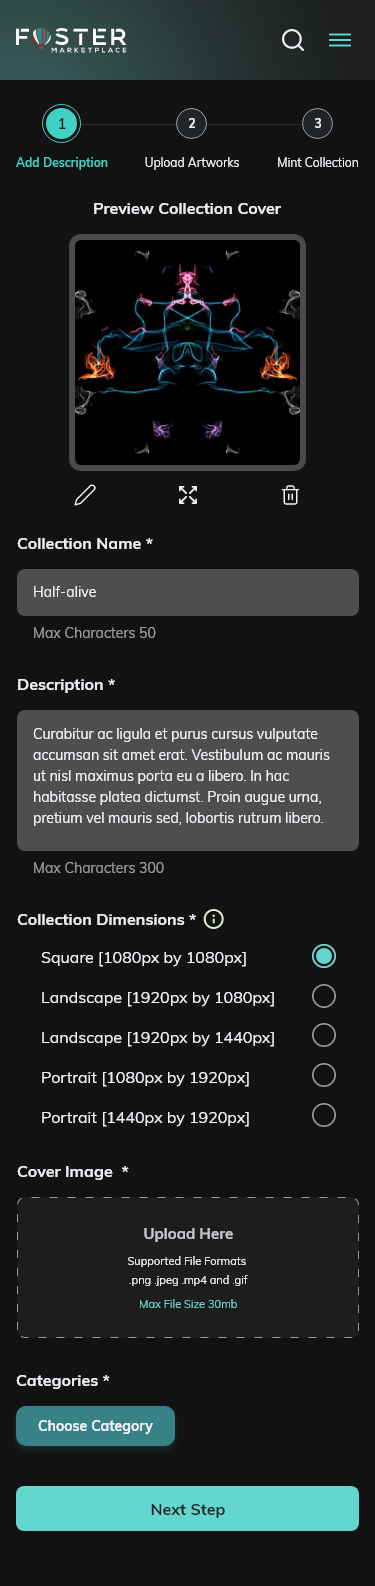 FOSTER
MARKETPLACE
1
2
3
Add Description
Upload Artworks
Mint Collection
Preview Collection Cover
Collection Name *
Half-alive
Max Characters 50
Description *
Curabitur ac ligula et purus cursus vulputate
accumsan sit amet erat. Vestibulum ac mauris
ut nisl maximus porta eu a libero. In hac
habitasse platea dictumst. Proin augue urna,
pretium vel mauris sed, lobortis rutrum libero.
Max Characters 300
Collection Dimensions *
Square [1080px by 1080px]
Landscape [1920px by 1080px]
Landscape [1920px by 1440px]
Portrait [1080px by 1920px]
Portrait [1440px by 1920px]
Cover Image *
Upload Here
Supported File Formats
.png .jpeg .mp4 and .gif
Max File Size 30mb
Categories *
Choose Category
Next Step